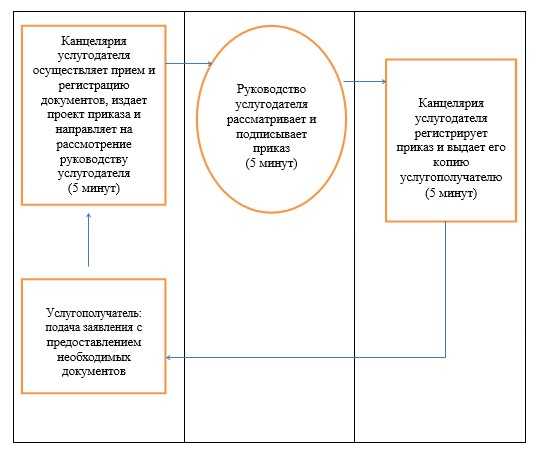 Канцелярия
услугодателя
осуществляет прием и
регистрацию
документов, издает
проект приказа и
направляет на
рассмотрение
руководству
услугодателя
(5 минут)
Руководство
услугодателя
рассматривает и
подписывает
приказ
(5 минут)
Канцелярия
услугодателя
регистрирует
приказ и выдает его
копию
услугополучателю
(5 минут)
Услугополучатель:
подача заявления с
предоставлением
необходимых
документов